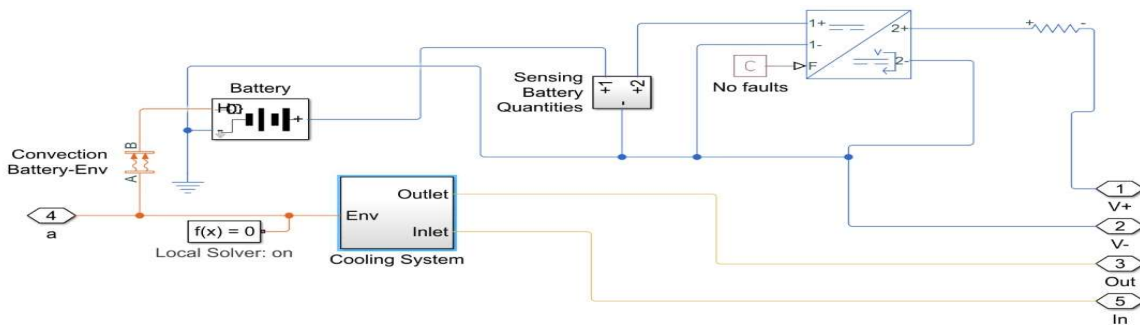 1+
2+
1-
2-
V
F
C
No faults
+
-
Sensing
Battery
Quantities
+1
+2
-
Battery
H
-
+
Convection
Battery-Env
B
A
4
a
f(x) = 0
Local Solver: on
Env
Outlet
Inlet
Cooling System
1
V+
2
V-
3
Out
5
In